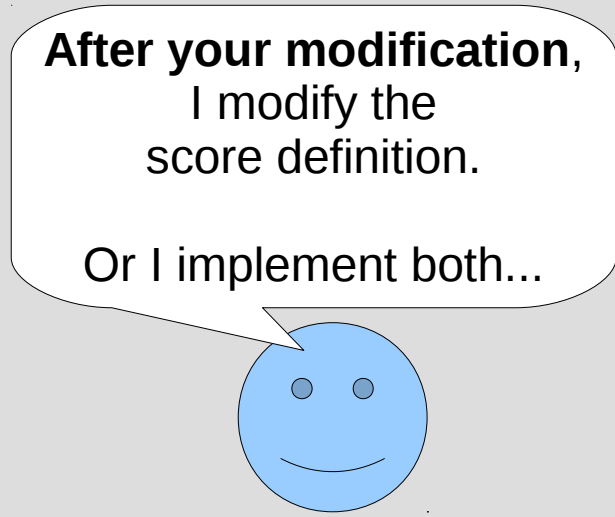 After your modification,
I modify the
score definition.
Or I implement both...